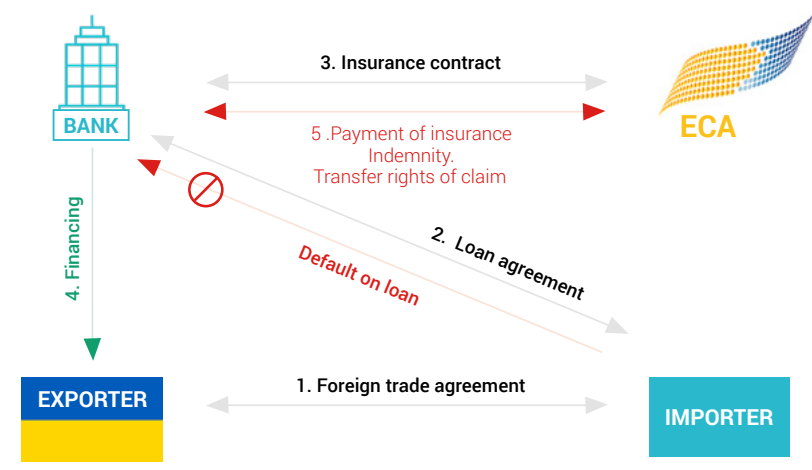 3. Insurance contract
BANK
ECA
5 .Payment of insurance
Indemnity.
Transfer rights of claim
2. Loan agreement
Default on loan
4. Financing
1. Foreign trade agreement
EXPORTER
IMPORTER